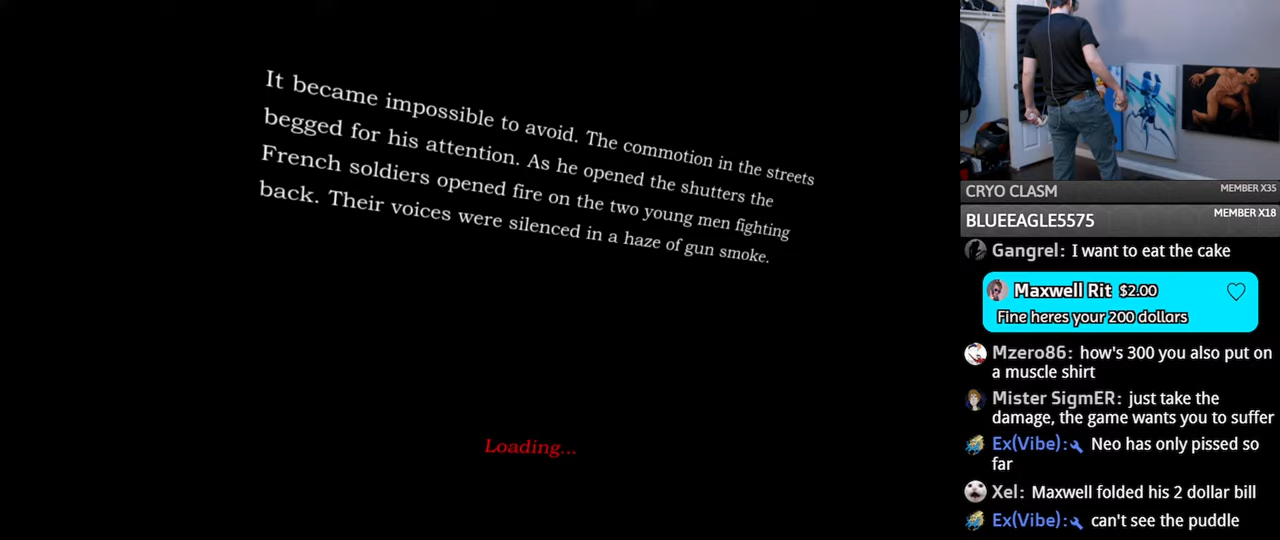 It became impossible to avoid. The commotion in the streets
begged for his attention. As he opened the shutters the
French soldiers opened fire on the two young men fighting
back. Their voices were silenced in a haze of gun smoke.
Loading...
CRYO CLASM MEMBER X35
BLUEEAGLE5575 MEMBER X18
Gangrel: I want to eat the cake
Maxwell Rit $2.00
Fine heres your 200 dollars
Mzero86: how's 300 you also put on
a muscle shirt
Mister SigmER: just take the
damage, the game wants you to suffer
Ex(Vibe): Neo has only pissed so
far
Xel: Maxwell folded his 2 dollar bill
Ex(Vibe): can't see the puddle